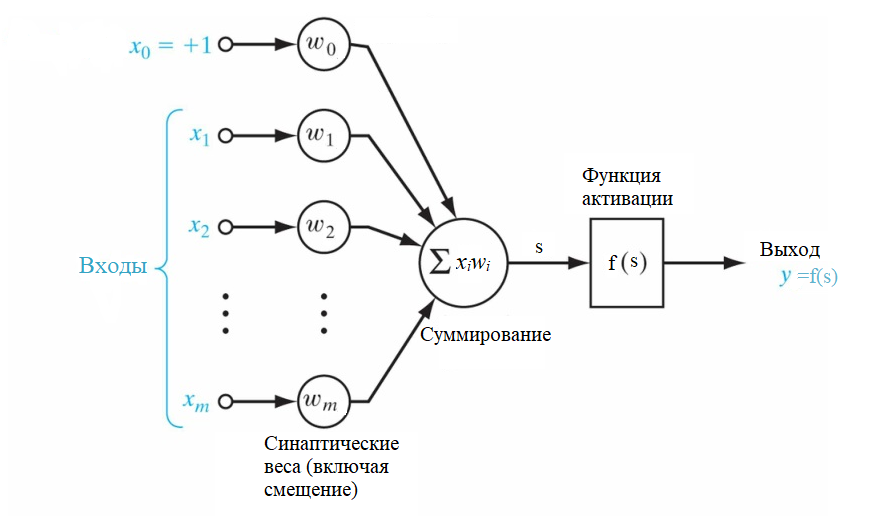 x₀ = +1
w₀
x₁
w₁
x₂
w₂
Входы
xₘ
wₘ
Синаптические
веса (включая
смещение)
∑ xᵢwᵢ
Суммирование
s
Функция
активации
f(s)
Выход
y =f(s)